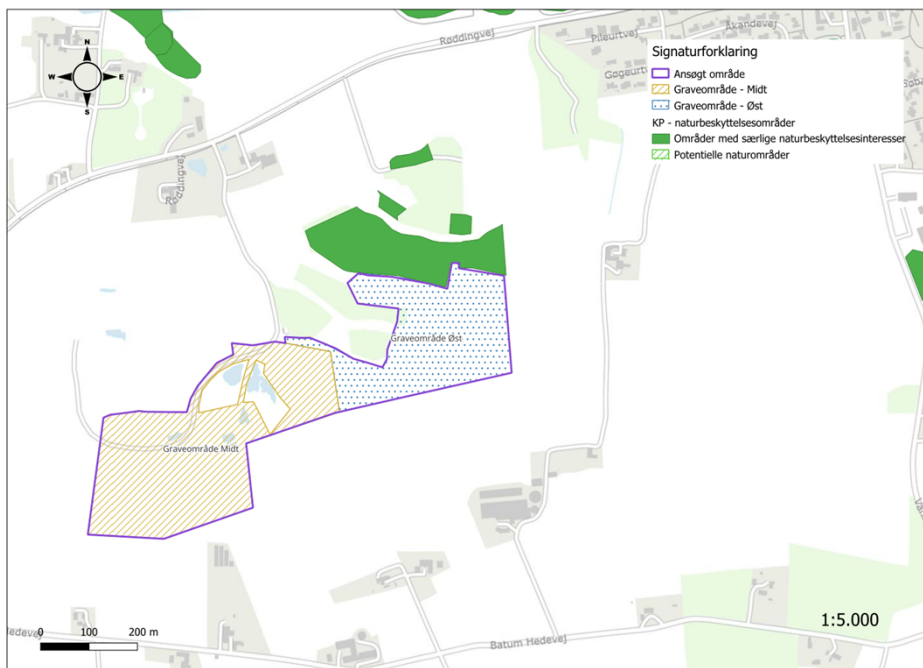 Røddingvej
Pileurtvej
Åkandevej
Gøgeurtvej
N
W
E
S
Signaturforklaring
Ansøgt område
Graveområde - Midt
Graveområde - Øst
KP - naturbeskyttelsesområder
Områder med særlige naturbeskyttelsesinteresser
Potentielle naturområder
Røddingvej
Graveområde Øst
Graveområde Midt
0 100 200 m
Batum Hedevej
1:5.000